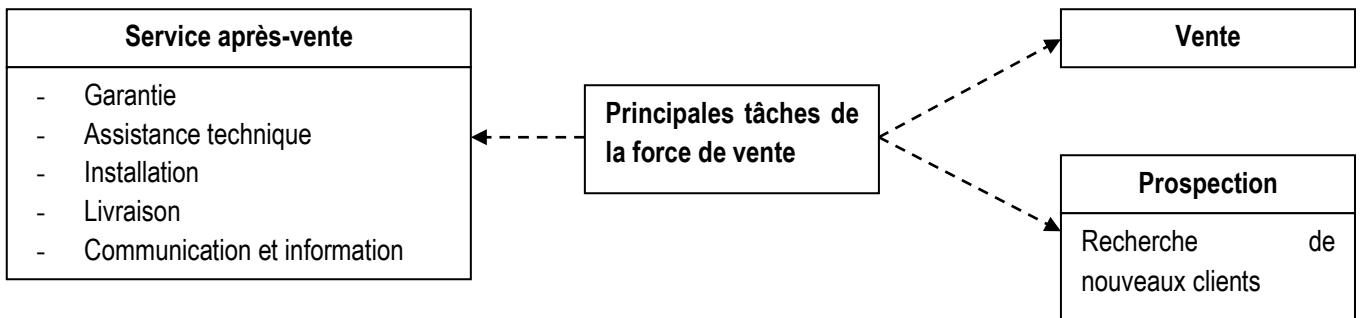 Service après-vente
- Garantie
- Assistance technique
- Installation
- Livraison
- Communication et information
Principales tâches de
la force de vente
Vente
Prospection
Recherche de
nouveaux clients